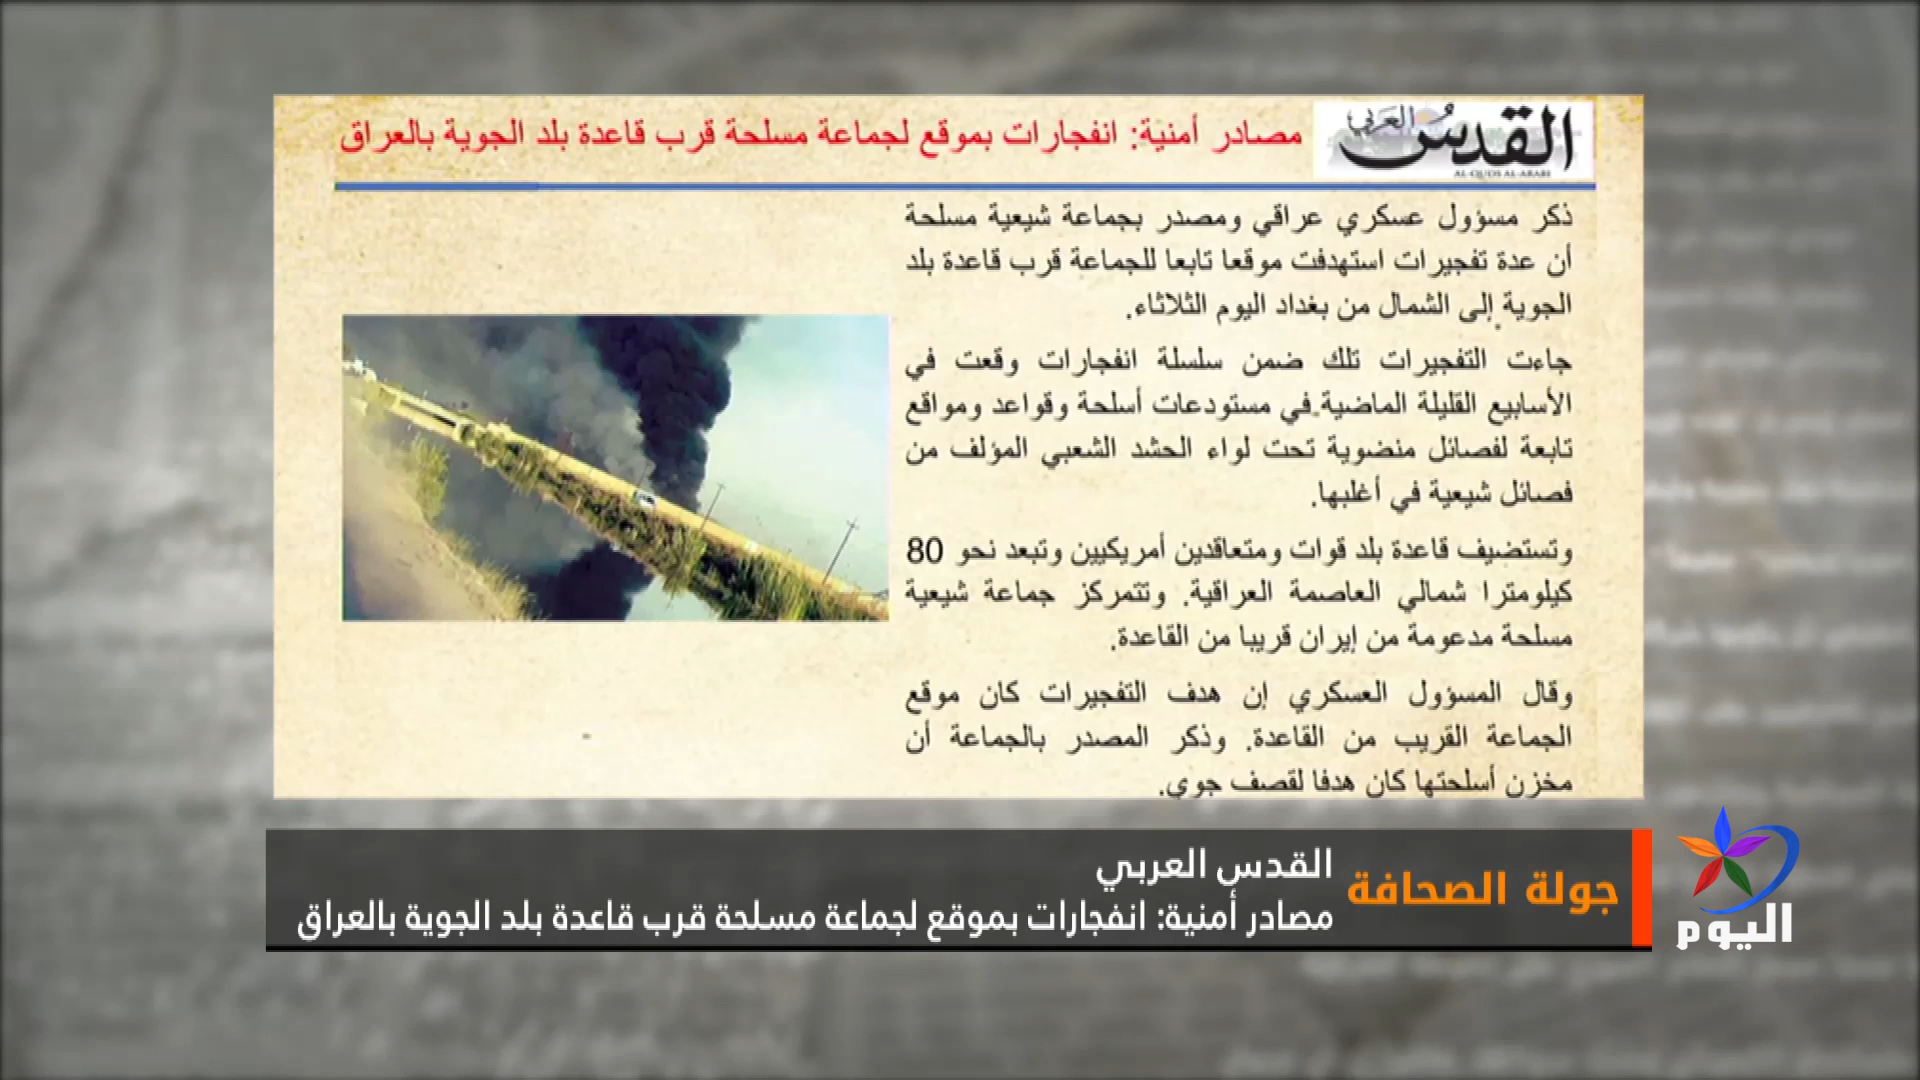 القدس العربي
AL-QUDS AL-ARABI
مصادر أمنية: انفجارات بموقع لجماعة مسلحة قرب قاعدة بلد الجوية بالعراق
ذكر مسؤول عسكري عراقي ومصدر بجماعة شيعية مسلحة
أن عدة تفجيرات استهدفت موقعا تابعا للجماعة قرب قاعدة بلد
الجوية إلى الشمال من بغداد اليوم الثلاثاء.
جاءت التفجيرات تلك ضمن سلسلة انفجارات وقعت في
الأسابيع القليلة الماضية في مستودعات أسلحة وقواعد ومواقع
تابعة لفصائل منضوية تحت لواء الحشد الشعبي المؤلف من
فصائل شيعية في أغلبها.
وتستضيف قاعدة بلد قوات ومتعاقدين أمريكيين وتبعد نحو 80
كيلومترا شمالي العاصمة العراقية. وتتمركز جماعة شيعية
مسلحة مدعومة من إيران قريبا من القاعدة.
وقال المسؤول العسكري إن هدف التفجيرات كان موقع
الجماعة القريب من القاعدة. وذكر المصدر بالجماعة أن
مخزن أسلحتها كان هدفا لقصف جوي.
جولة الصحافة
القدس العربي
مصادر أمنية: انفجارات بموقع لجماعة مسلحة قرب قاعدة بلد الجوية بالعراق
اليوم